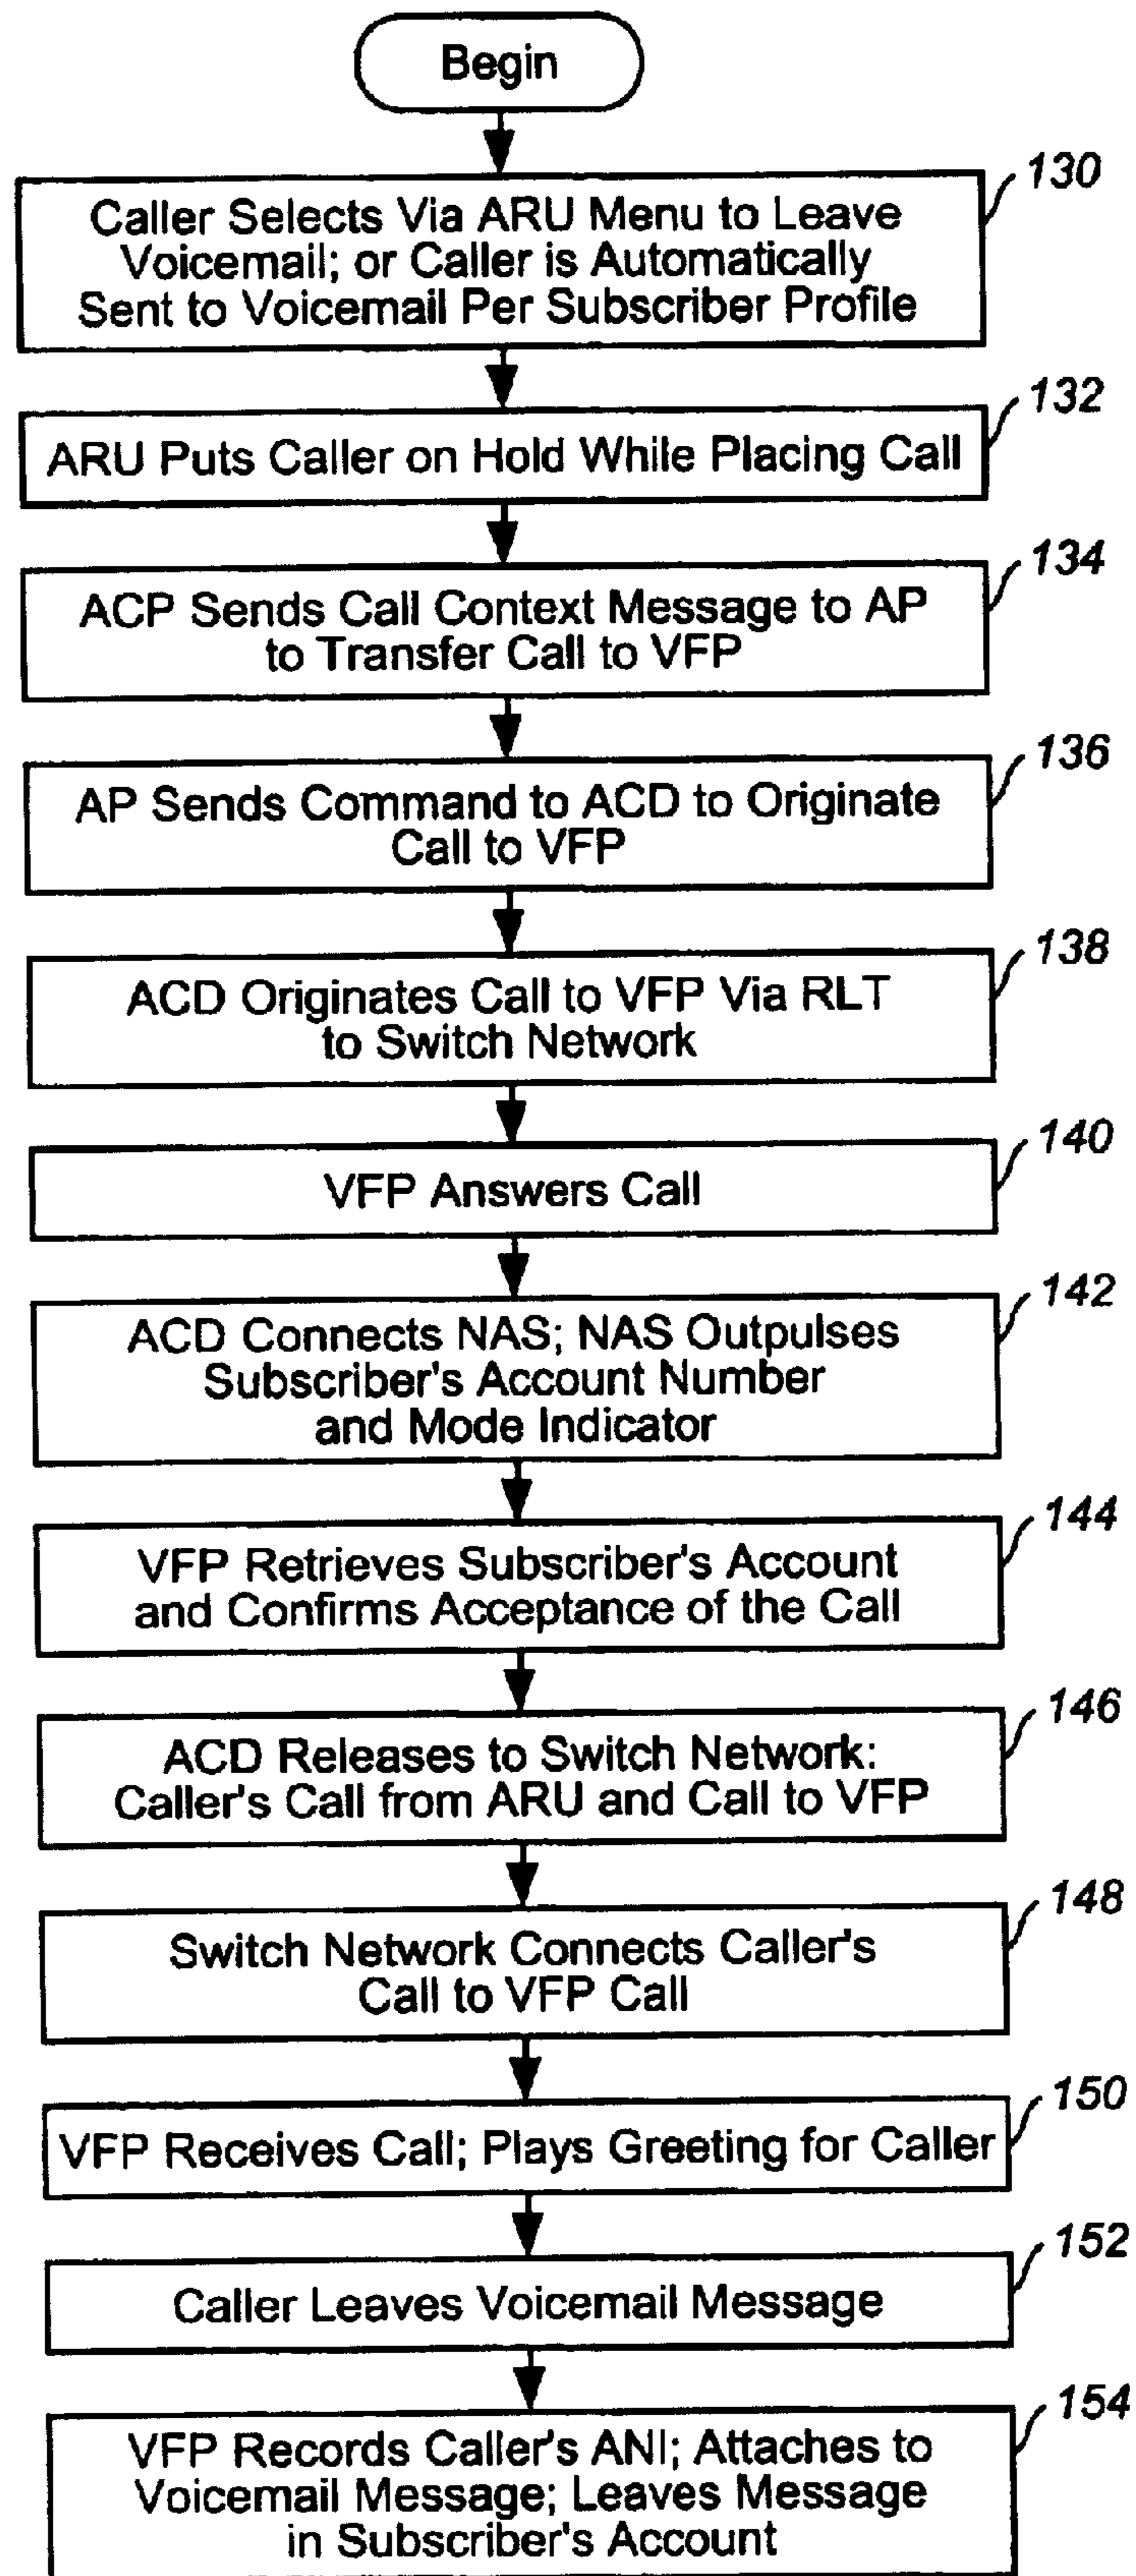 Begin
130
Caller Selects Via ARU Menu to Leave
Voicemail; or Caller is Automatically
Sent to Voicemail Per Subscriber Profile
132
ARU Puts Caller on Hold While Placing Call
134
ACP Sends Call Context Message to AP
to Transfer Call to VFP
136
AP Sends Command to ACD to Originate
Call to VFP
138
ACD Originates Call to VFP Via RLT
to Switch Network
140
VFP Answers Call
142
ACD Connects NAS; NAS Outpulses
Subscriber's Account Number
and Mode Indicator
144
VFP Retrieves Subscriber's Account
and Confirms Acceptance of the Call
146
ACD Releases to Switch Network:
Caller's Call from ARU and Call to VFP
148
Switch Network Connects Caller's
Call to VFP Call
150
VFP Receives Call; Plays Greeting for Caller
152
Caller Leaves Voicemail Message
154
VFP Records Caller's ANI; Attaches to
Voicemail Message; Leaves Message
in Subscriber's Account